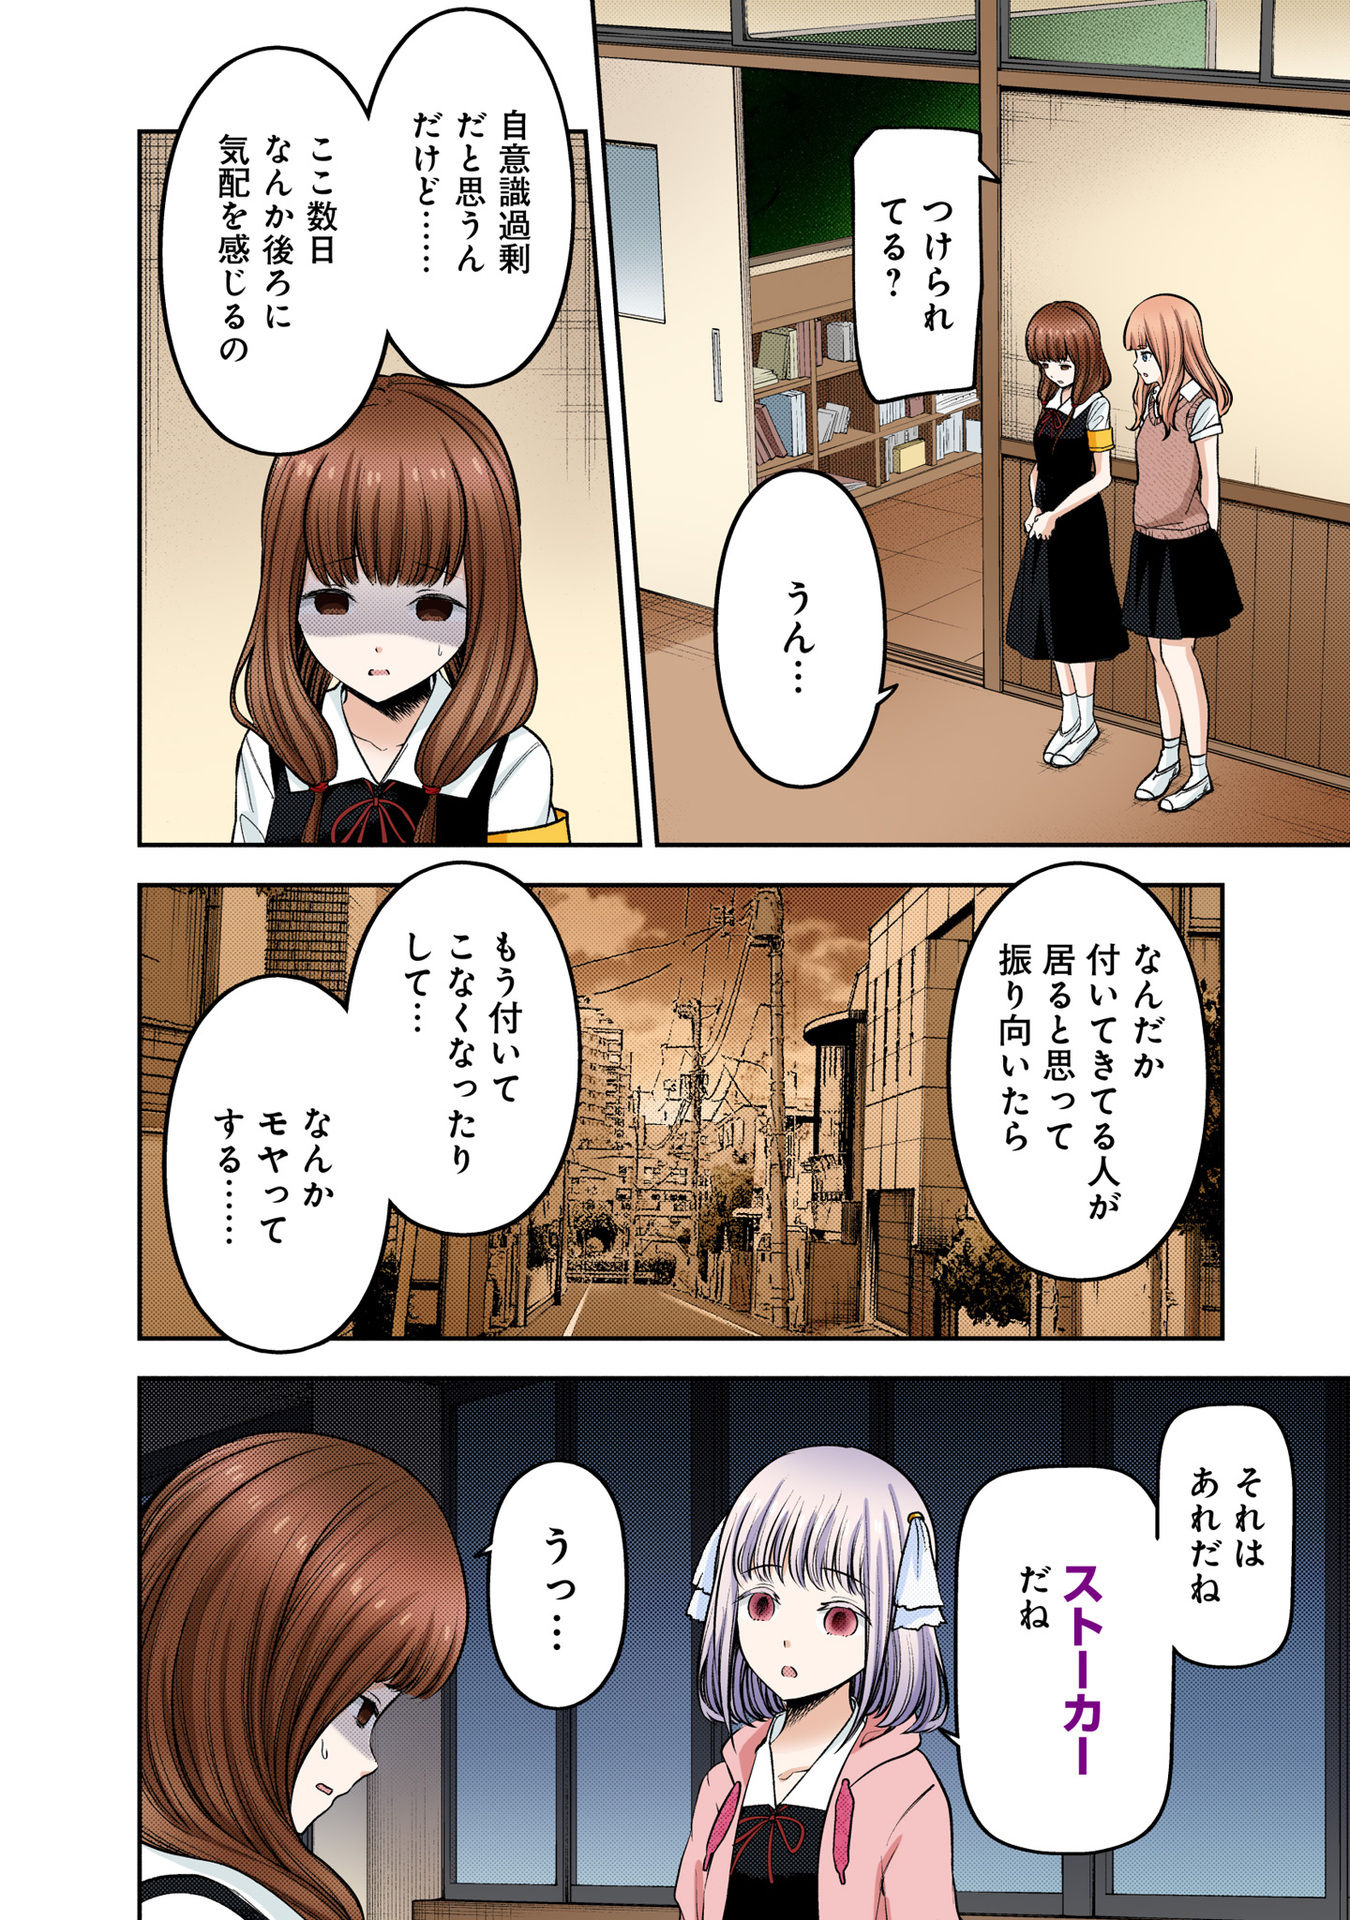 つけられ
てる？
うん…
自意識過剰
だと思うん
だけど……
ここ数日
なんか後ろに
気配を感じるの
なんだか
付いてきてる人が
居ると思って
振り向いたら
もう付いて
こなくなったり
して…
なんか
モヤって
する……
それは
あれだね
ストーカー
だね
うっ…